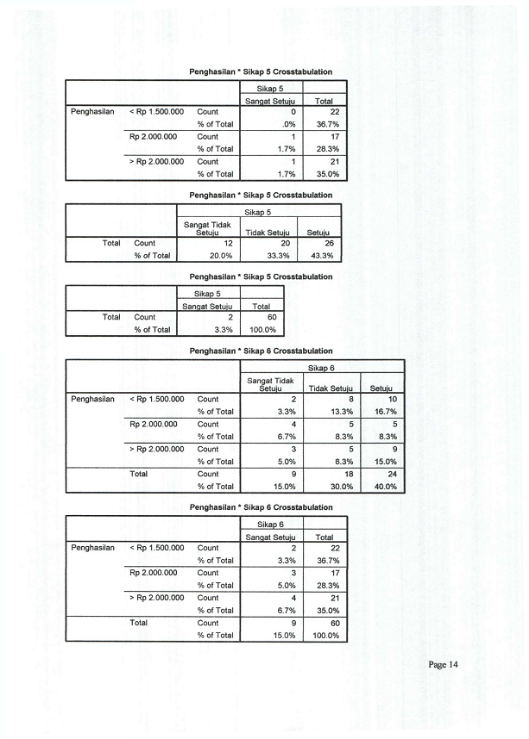 Penghasilan * Sikap 5 Crosstabulation
Sikap 5
Sangat Setuju Total
Penghasilan < Rp 1.500.000 Count 0 22
% of Total .0% 36.7%
Rp 2.000.000 Count 1 17
% of Total 1.7% 28.3%
> Rp 2.000.000 Count 1 21
% of Total 1.7% 35.0%
Penghasilan * Sikap 5 Crosstabulation
Sikap 5
Sangat Tidak
Setuju Tidak Setuju Setuju
Total Count 12 20 26
% of Total 20.0% 33.3% 43.3%
Penghasilan * Sikap 5 Crosstabulation
Sikap 5
Sangat Setuju Total
Total Count 2 60
% of Total 3.3% 100.0%
Penghasilan * Sikap 6 Crosstabulation
Sikap 6
Sangat Tidak
Setuju Tidak Setuju Setuju
Penghasilan < Rp 1.500.000 Count 2 8 10
% of Total 3.3% 13.3% 16.7%
Rp 2.000.000 Count 4 5 5
% of Total 6.7% 8.3% 8.3%
> Rp 2.000.000 Count 3 5 9
% of Total 5.0% 8.3% 15.0%
Total Count 9 18 24
% of Total 15.0% 30.0% 40.0%
Penghasilan * Sikap 6 Crosstabulation
Sikap 6
Sangat Setuju Total
Penghasilan < Rp 1.500.000 Count 2 22
% of Total 3.3% 36.7%
Rp 2.000.000 Count 3 17
% of Total 5.0% 28.3%
> Rp 2.000.000 Count 4 21
% of Total 6.7% 35.0%
Total Count 9 60
% of Total 15.0% 100.0%
Page 14